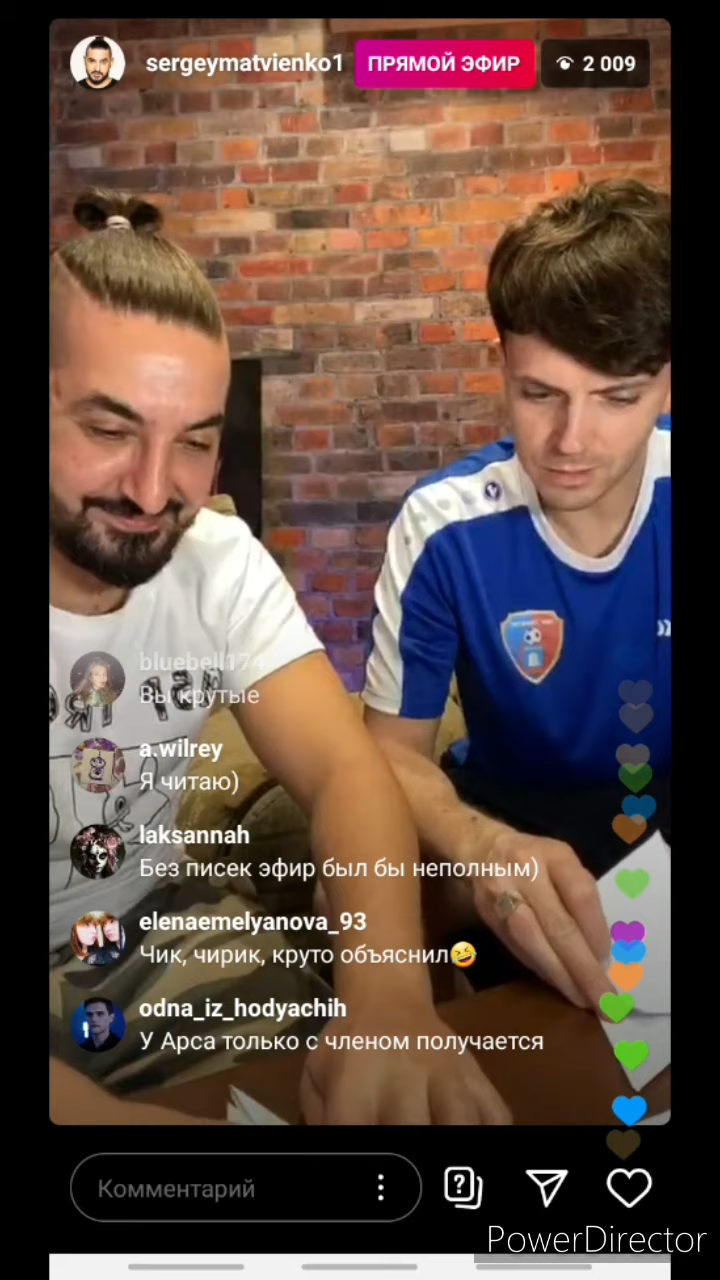 sergeymatvienko1 ПРЯМОЙ ЭФИР 2 009
bluebell174
Вы крутые
a.wilrey
Я читаю)
laksannah
Без писек эфир был бы неполным)
elenaemelyanova_93
Чик, чирик, круто объяснил🤣
odna_iz_hodyachih
У Арса только с членом получается
Комментарий
PowerDirector